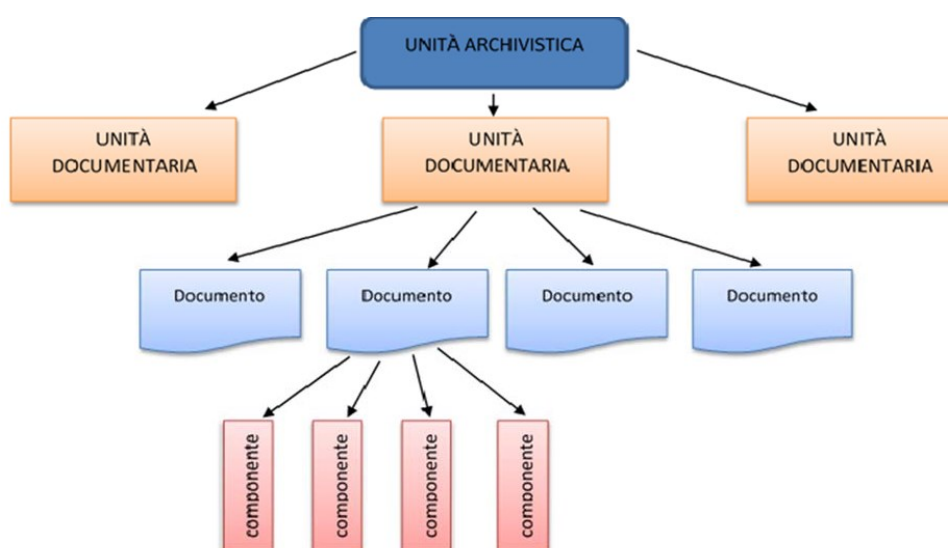 UNITÀ ARCHIVISTICA
UNITÀ
DOCUMENTARIA
UNITÀ
DOCUMENTARIA
UNITÀ
DOCUMENTARIA
Documento
Documento
Documento
Documento
componente
componente
componente
componente